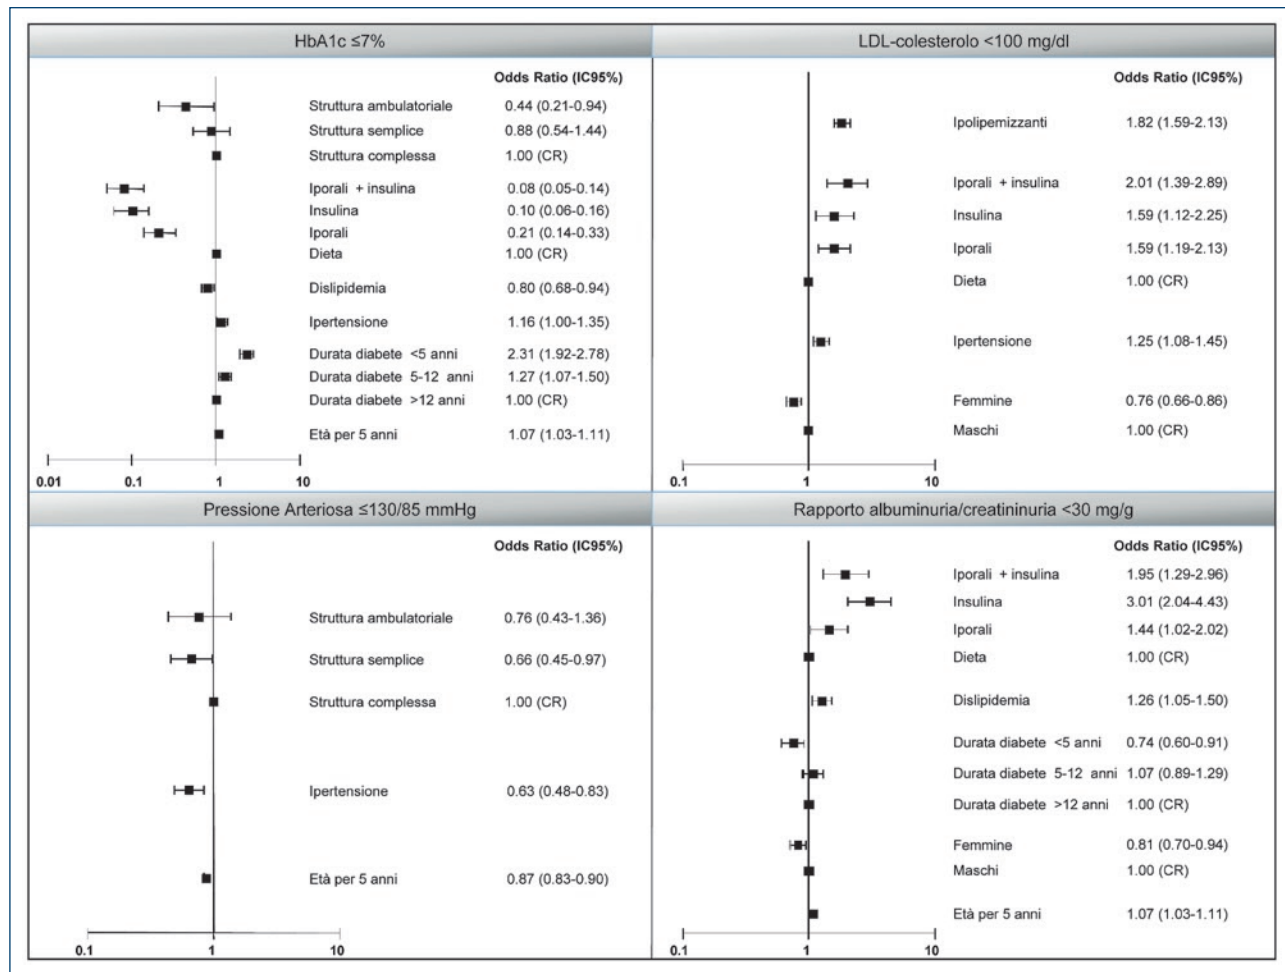 HbA1c ≤7%
Odds Ratio (IC95%)
Struttura ambulatoriale 0.44 (0.21-0.94)
Struttura semplice 0.88 (0.54-1.44)
Struttura complessa 1.00 (CR)
Iporali + insulina 0.08 (0.05-0.14)
Insulina 0.10 (0.06-0.16)
Iporali 0.21 (0.14-0.33)
Dieta 1.00 (CR)
Dislipidemia 0.80 (0.68-0.94)
Ipertensione 1.16 (1.00-1.35)
Durata diabete <5 anni 2.31 (1.92-2.78)
Durata diabete 5-12 anni 1.27 (1.07-1.50)
Durata diabete >12 anni 1.00 (CR)
Età per 5 anni 1.07 (1.03-1.11)
0.01 0.1 1 10
LDL-colesterolo <100 mg/dl
Odds Ratio (IC95%)
Ipolipemizzanti 1.82 (1.59-2.13)
Iporali + insulina 2.01 (1.39-2.89)
Insulina 1.59 (1.12-2.25)
Iporali 1.59 (1.19-2.13)
Dieta 1.00 (CR)
Ipertensione 1.25 (1.08-1.45)
Femmine 0.76 (0.66-0.86)
Maschi 1.00 (CR)
0.1 1 10
Pressione Arteriosa ≤130/85 mmHg
Odds Ratio (IC95%)
Struttura ambulatoriale 0.76 (0.43-1.36)
Struttura semplice 0.66 (0.45-0.97)
Struttura complessa 1.00 (CR)
Ipertensione 0.63 (0.48-0.83)
Età per 5 anni 0.87 (0.83-0.90)
0.1 1 10
Rapporto albuminuria/creatininuria <30 mg/g
Odds Ratio (IC95%)
Iporali + insulina 1.95 (1.29-2.96)
Insulina 3.01 (2.04-4.43)
Iporali 1.44 (1.02-2.02)
Dieta 1.00 (CR)
Dislipidemia 1.26 (1.05-1.50)
Durata diabete <5 anni 0.74 (0.60-0.91)
Durata diabete 5-12 anni 1.07 (0.89-1.29)
Durata diabete >12 anni 1.00 (CR)
Femmine 0.81 (0.70-0.94)
Maschi 1.00 (CR)
Età per 5 anni 1.07 (1.03-1.11)
0.1 1 10